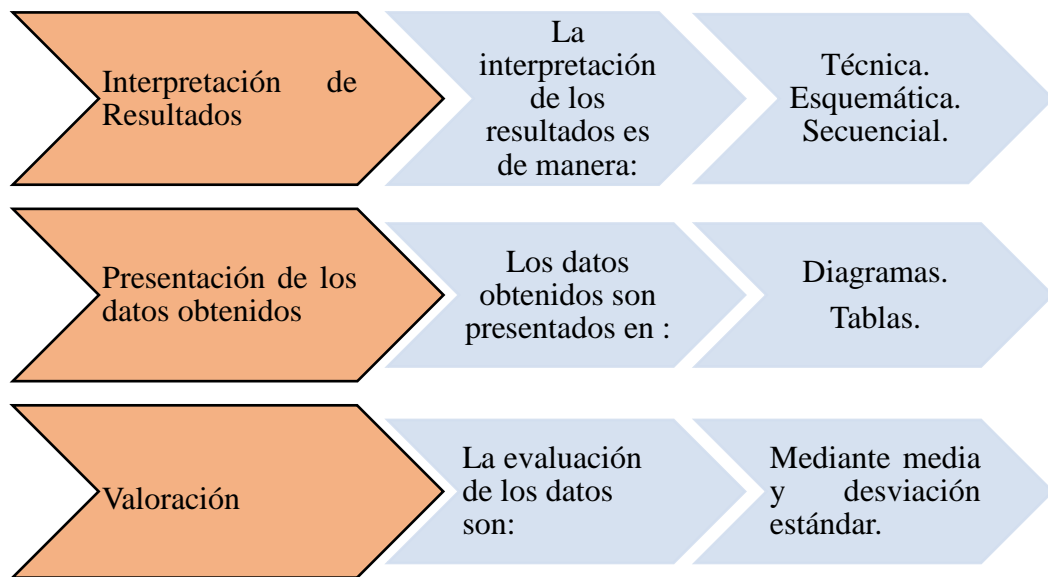 Interpretación de
Resultados
La
interpretación
de los
resultados es
de manera:
Técnica.
Esquemática.
Secuencial.
Presentación de los
datos obtenidos
Los datos
obtenidos son
presentados en :
Diagramas.
Tablas.
Valoración
La evaluación
de los datos
son:
Mediante media
y desviación
estándar.